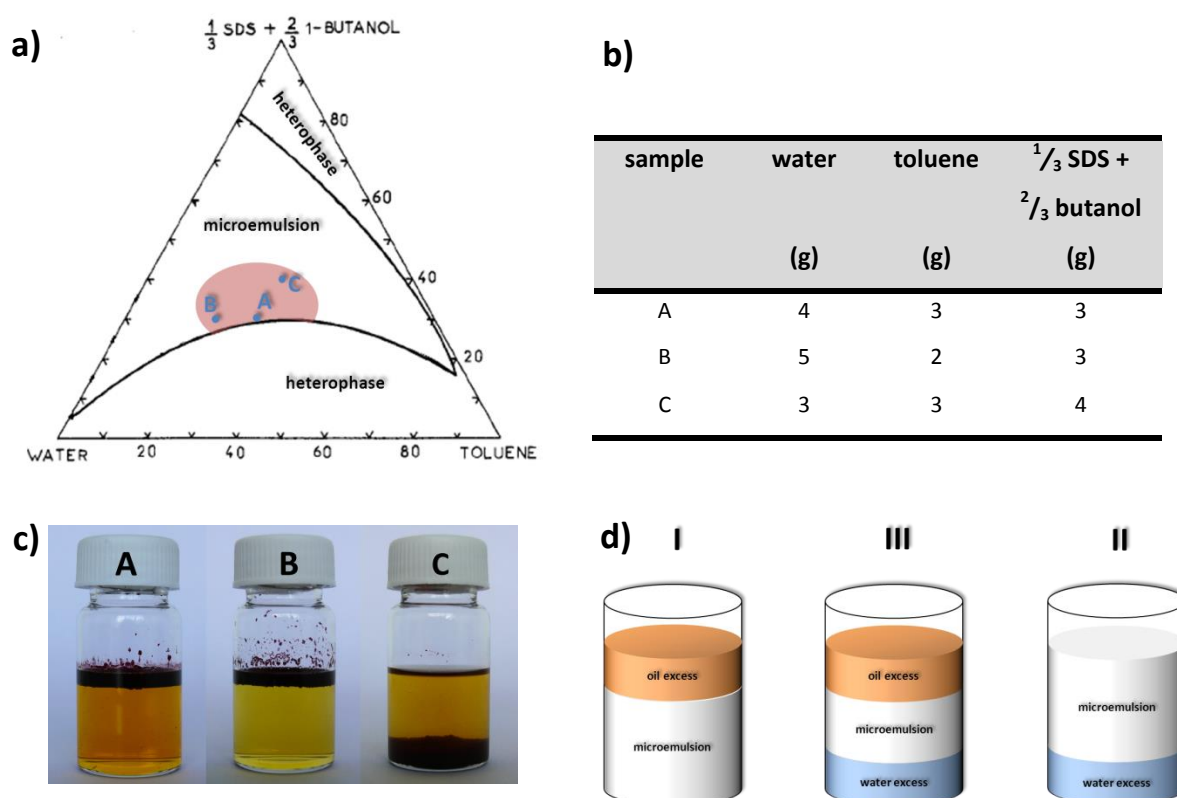 a)
1/3 SDS + 2/3 1-BUTANOL
heterophase
80
60
microemulsion
40
C
B
A
20
heterophase
WATER
20
40
60
80
TOLUENE
b)
sample water toluene 1/3 SDS +
2/3 butanol
(g) (g) (g)
A 4 3 3
B 5 2 3
C 3 3 4
c)
A
B
C
d)
I
III
II
oil excess
microemulsion
oil excess
microemulsion
water excess
microemulsion
water excess